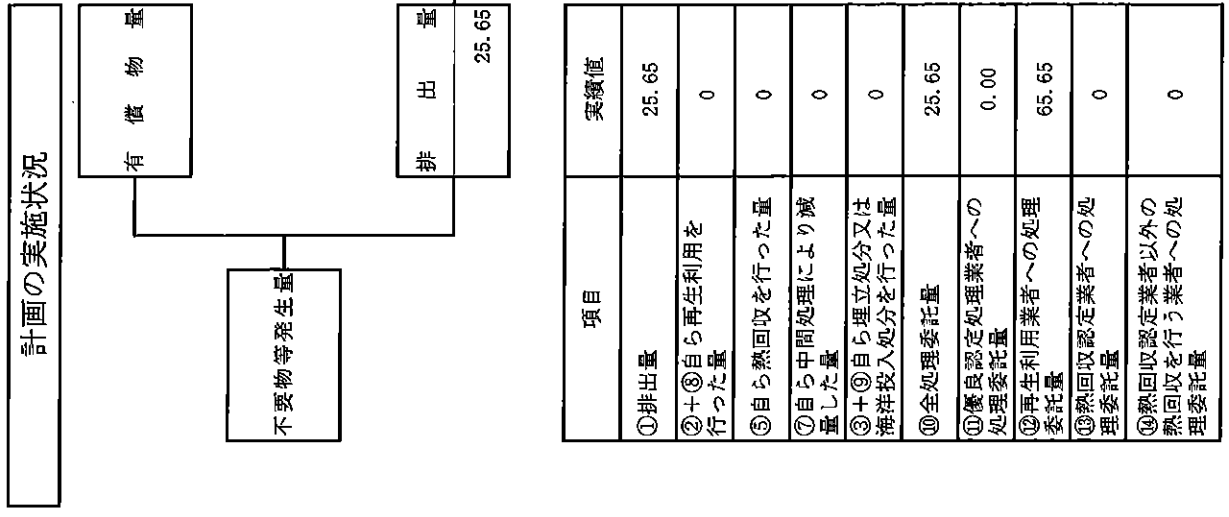 計画の実施状況
有償物量
不要物等発生量
排出量
25.65
項目 実績値
①排出量 25.65
②+⑧自ら再生利用を
行った量 0
⑤自ら熱回収を行った量 0
⑦自ら中間処理により減
量した量 0
③+⑨自ら埋立処分又は
海洋投入処分を行った量 0
⑩全処理委託量 25.65
⑪優良認定処理業者への
処理委託量 0.00
⑫再生利用業者への処理
委託量 65.65
⑬熱回収認定業者への処
理委託量 0
⑭熱回収認定業者以外の
熱回収を行う業者への処
理委託量 0